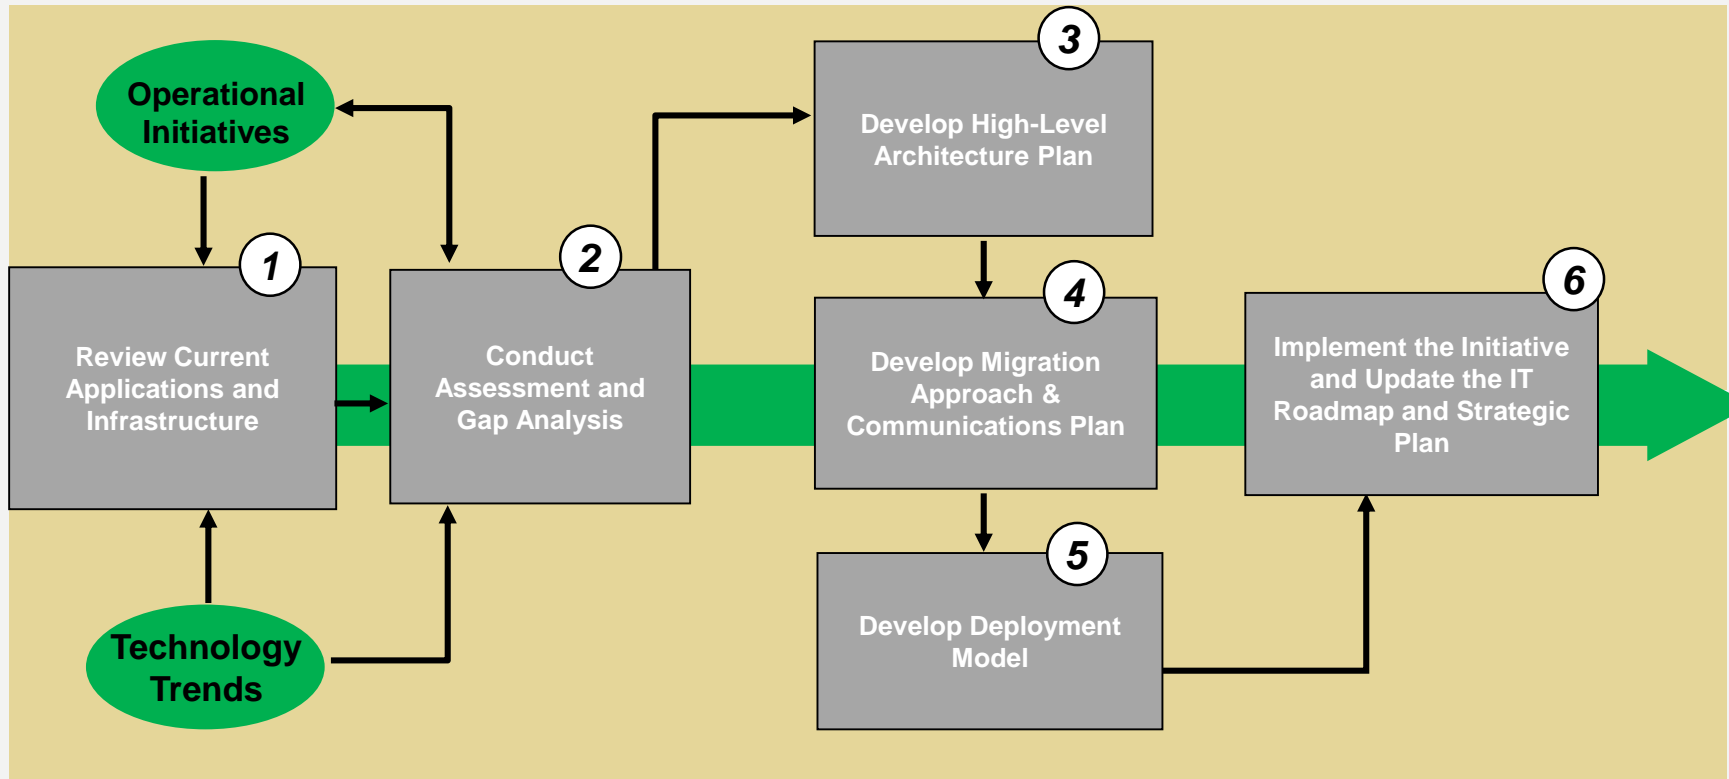 Operational
Initiatives
1
Review Current
Applications and
Infrastructure
Technology
Trends
2
Conduct
Assessment and
Gap Analysis
3
Develop High-Level
Architecture Plan
4
Develop Migration
Approach &
Communications Plan
5
Develop Deployment
Model
6
Implement the Initiative
and Update the IT
Roadmap and Strategic
Plan